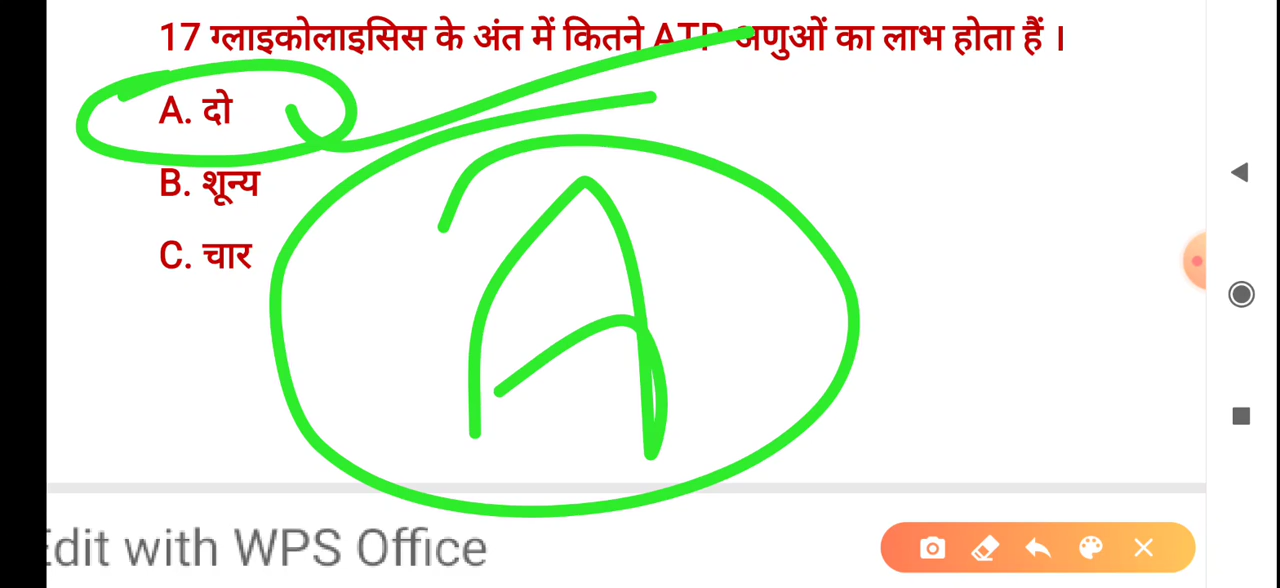 17 ग्लाइकोलाइसिस के अंत में कितने ATP अणुओं का लाभ होता हैं ।
A. दो
B. शून्य
C. चार
A
Edit with WPS Office